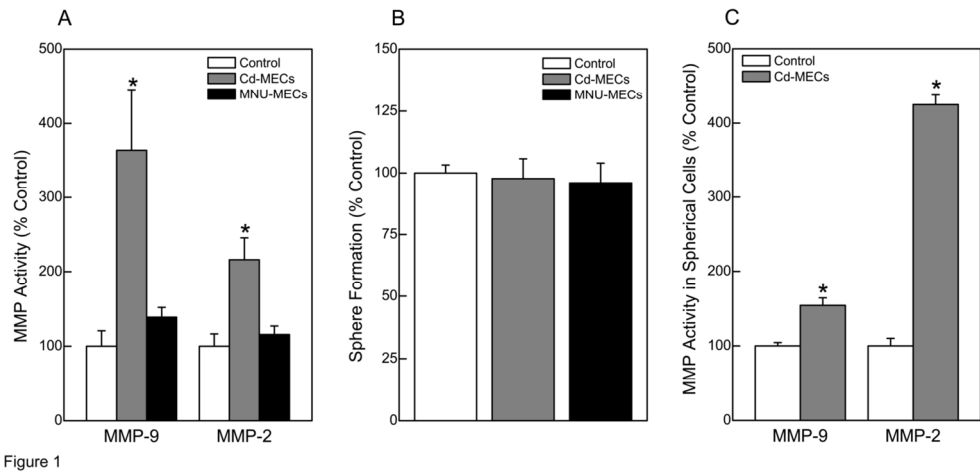 A
MMP Activity (% Control)
500
400
300
200
100
0
Control
Cd-MECs
MNU-MECs
*
*
MMP-9 MMP-2
B
Sphere Formation (% Control)
150
125
100
75
50
25
0
Control
Cd-MECs
MNU-MECs
C
MMP Activity in Spherical Cells (% Control)
500
400
300
200
100
0
Control
Cd-MECs
*
*
MMP-9 MMP-2
Figure 1